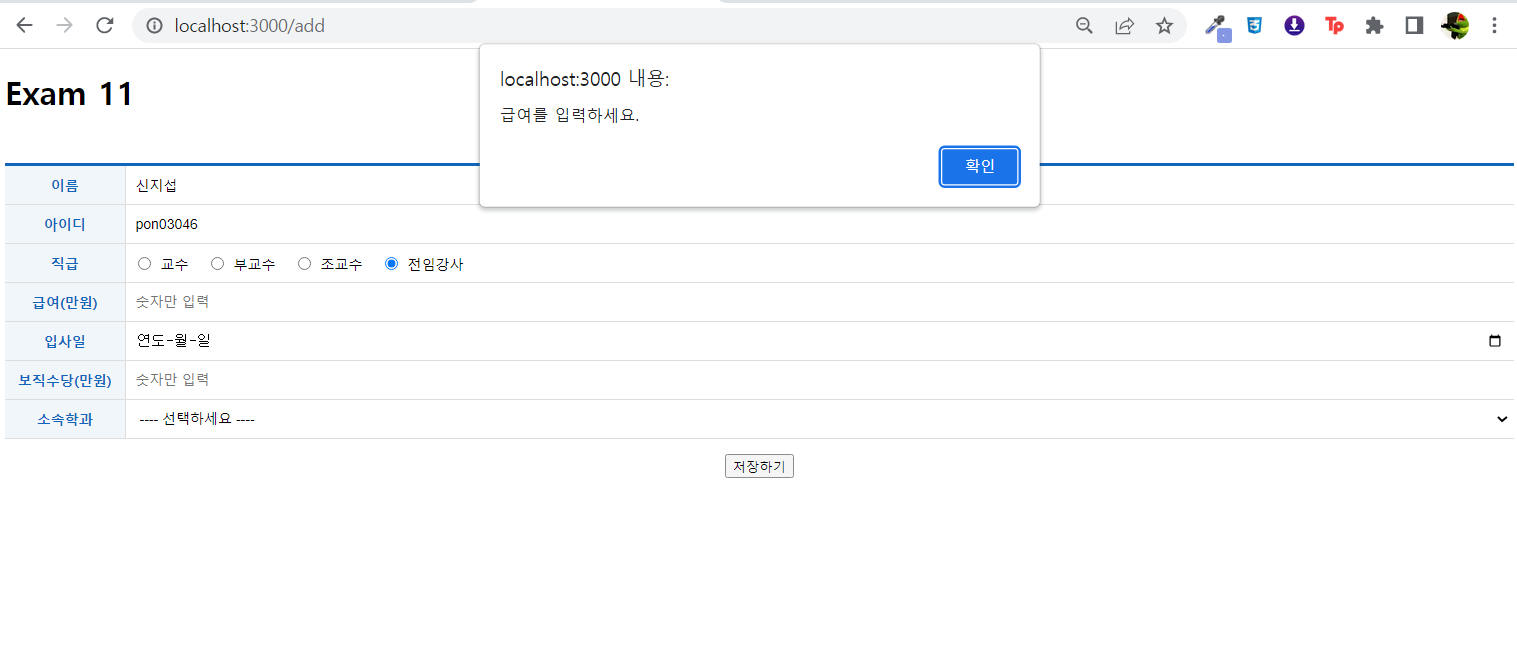 localhost:3000/add
Tp
localhost:3000 내용:
급여를 입력하세요.
확인
Exam 11
이름 신지섭
아이디 pon03046
직급 교수 부교수 조교수 전임강사
급여(만원) 숫자만 입력
입사일 연도-월-일
보직수당(만원) 숫자만 입력
소속학과 ---- 선택하세요 ----
저장하기